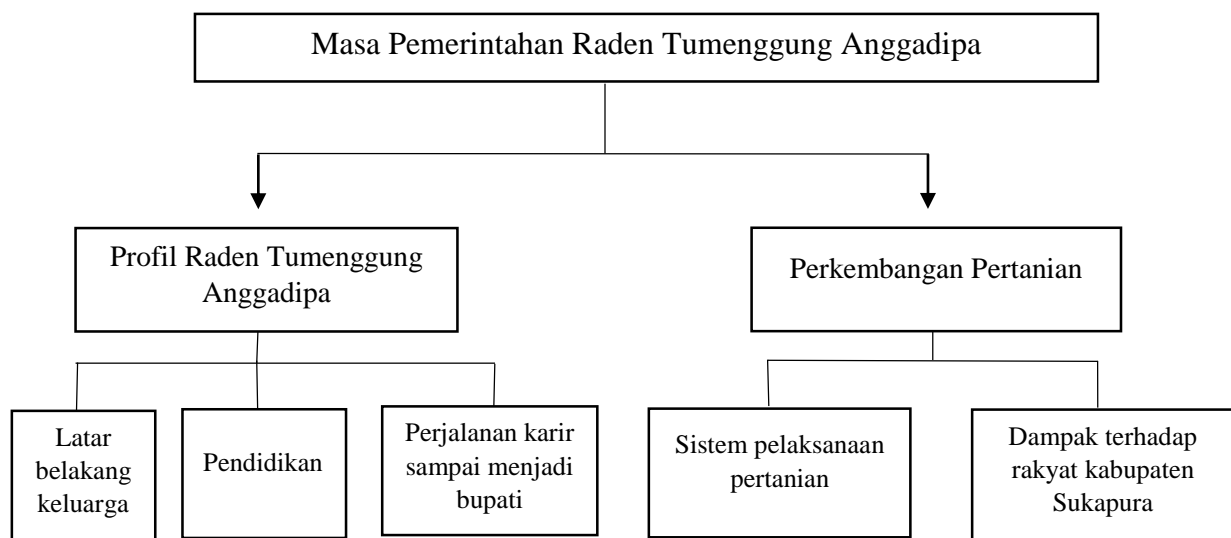 Masa Pemerintahan Raden Tumenggung Anggadipa
Profil Raden Tumenggung
Anggadipa
Perkembangan Pertanian
Latar
belakang
keluarga
Pendidikan
Perjalanan karir
sampai menjadi
bupati
Sistem pelaksanaan
pertanian
Dampak terhadap
rakyat kabupaten
Sukapura